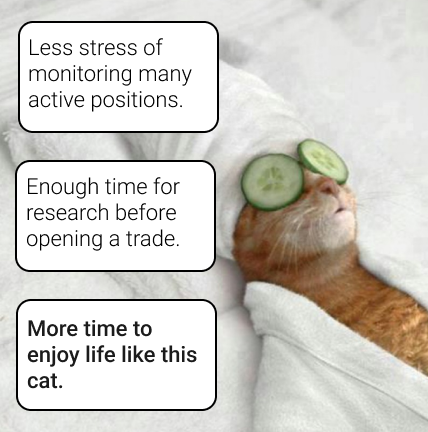 Less stress of
monitoring many
active positions.
Enough time for
research before
opening a trade.
More time to
enjoy life like this
cat.